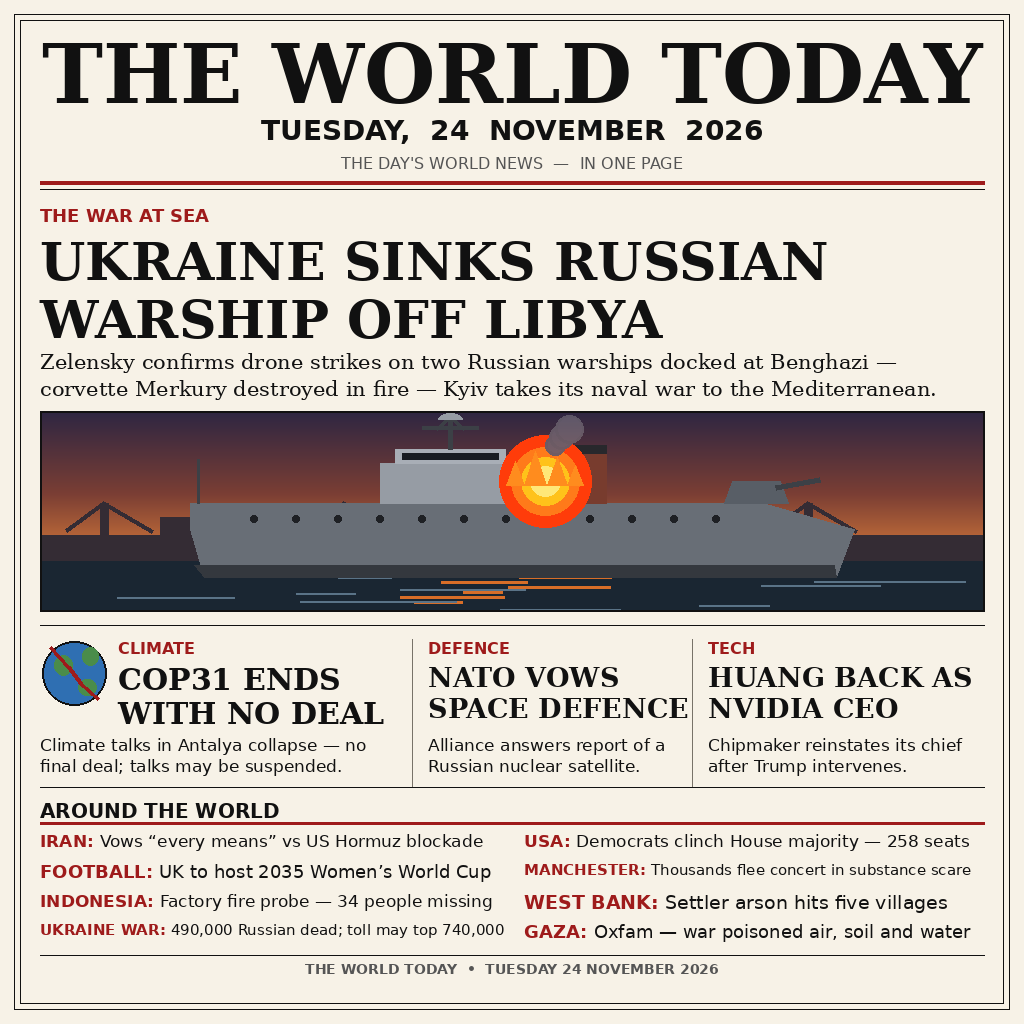 THE WORLD TODAY
TUESDAY, 24 NOVEMBER 2026
THE DAY'S WORLD NEWS — IN ONE PAGE
THE WAR AT SEA
UKRAINE SINKS RUSSIAN
WARSHIP OFF LIBYA
Zelensky confirms drone strikes on two Russian warships docked at Benghazi —
corvette Merkury destroyed in fire — Kyiv takes its naval war to the Mediterranean.
CLIMATE
COP31 ENDS
WITH NO DEAL
Climate talks in Antalya collapse — no
final deal; talks may be suspended.
DEFENCE
NATO VOWS
SPACE DEFENCE
Alliance answers report of a
Russian nuclear satellite.
TECH
HUANG BACK AS
NVIDIA CEO
Chipmaker reinstates its chief
after Trump intervenes.
AROUND THE WORLD
IRAN: Vows “every means” vs US Hormuz blockade
FOOTBALL: UK to host 2035 Women’s World Cup
INDONESIA: Factory fire probe — 34 people missing
UKRAINE WAR: 490,000 Russian dead; toll may top 740,000
USA: Democrats clinch House majority — 258 seats
MANCHESTER: Thousands flee concert in substance scare
WEST BANK: Settler arson hits five villages
GAZA: Oxfam — war poisoned air, soil and water
THE WORLD TODAY • TUESDAY 24 NOVEMBER 2026